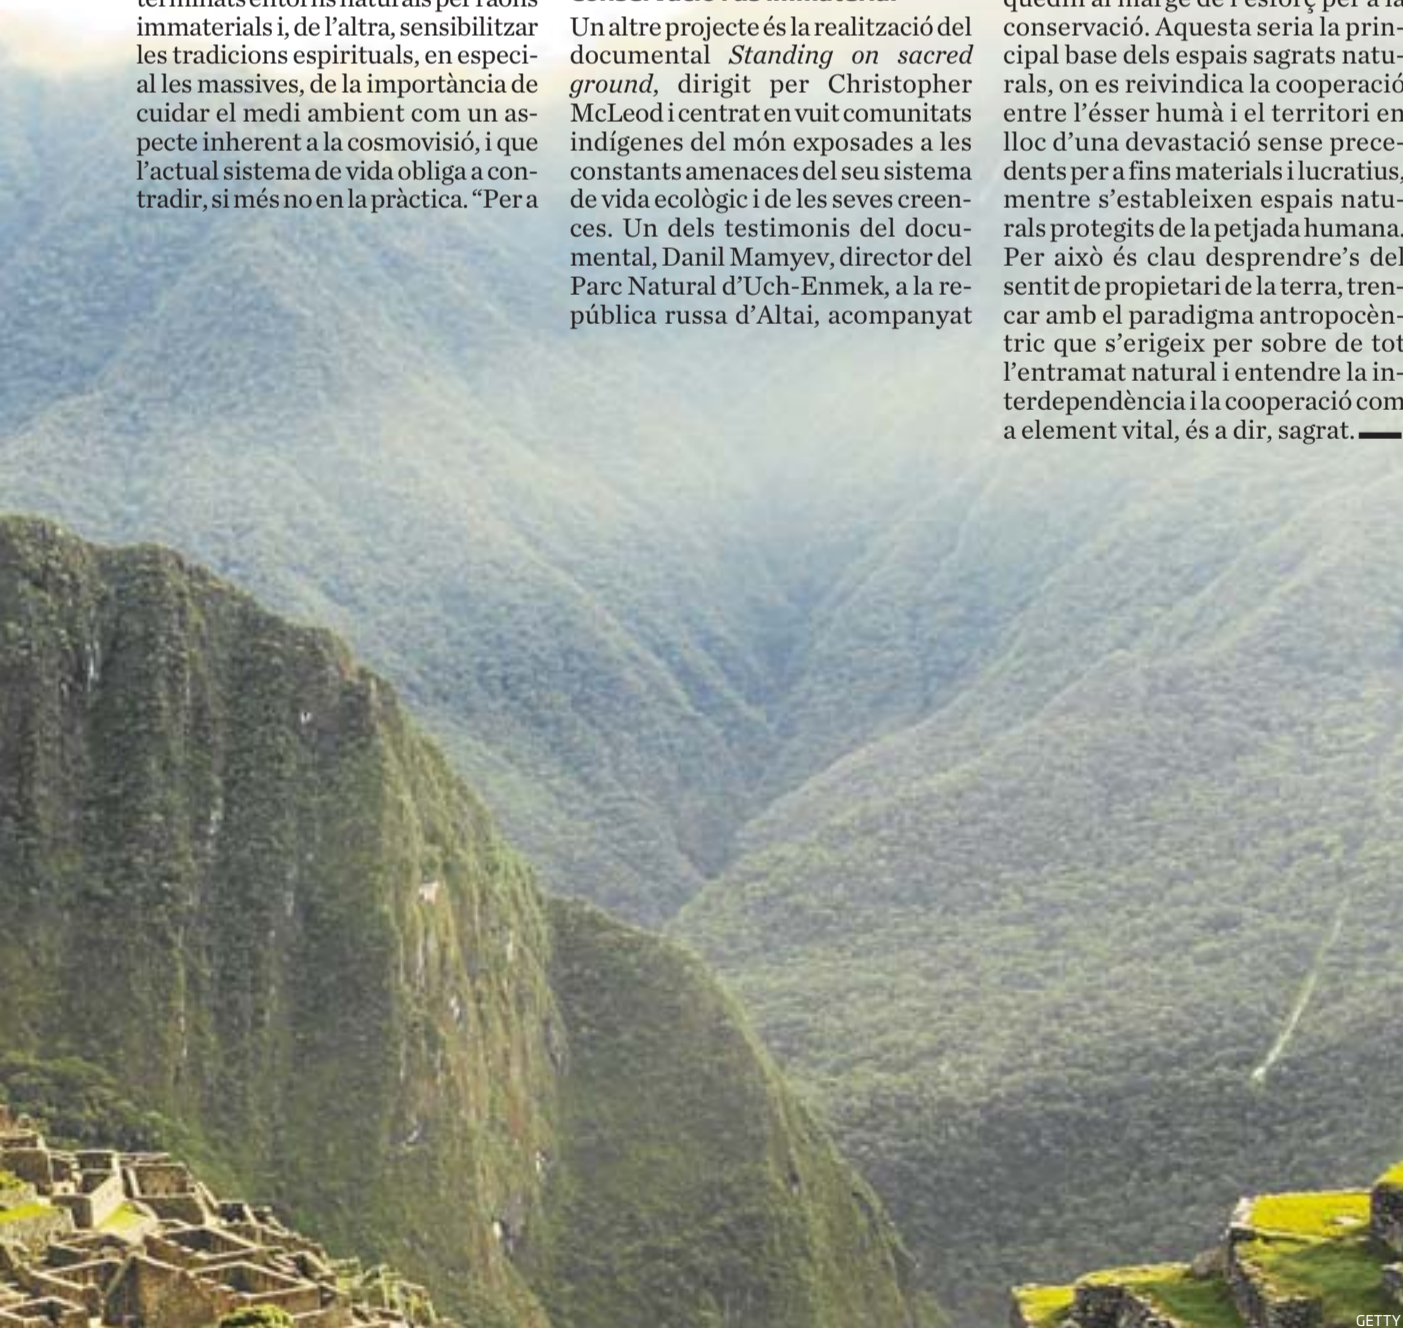 immaterials i, de l'altra, sensibilitzar
les tradicions espirituals, en especi-
al les massives, de la importància de
cuidar el medi ambient com un as-
pecte inherent a la cosmovisió, i que
l'actual sistema de vida obliga a con-
tradir, si més no en la pràctica. “Per a
Un altre projecte és la realització del
documental Standing on sacred
ground, dirigit per Christopher
McLeod i centrat en vuit comunitats
indígenes del món exposades a les
constants amenaces del seu sistema
de vida ecològic i de les seves creen-
ces. Un dels testimonis del docu-
mental, Danil Mamyev, director del
Parc Natural d'Uch-Enmek, a la re-
pública russa d'Altai, acompanyat
conservació. Aquesta seria la prin-
cipal base dels espais sagrats natu-
rals, on es reivindica la cooperació
entre l'ésser humà i el territori en
lloc d'una devastació sense prece-
dents per a fins materials i lucratius,
mentre s'estableixen espais natu-
rals protegits de la petjada humana.
Per això és clau desprendre's del
sentit de propietari de la terra, tren-
car amb el paradigma antropocèn-
tric que s'erigeix per sobre de tot
l'entramat natural i entendre la in-
terdependència i la cooperació com
a element vital, és a dir, sagrat.
GETTY